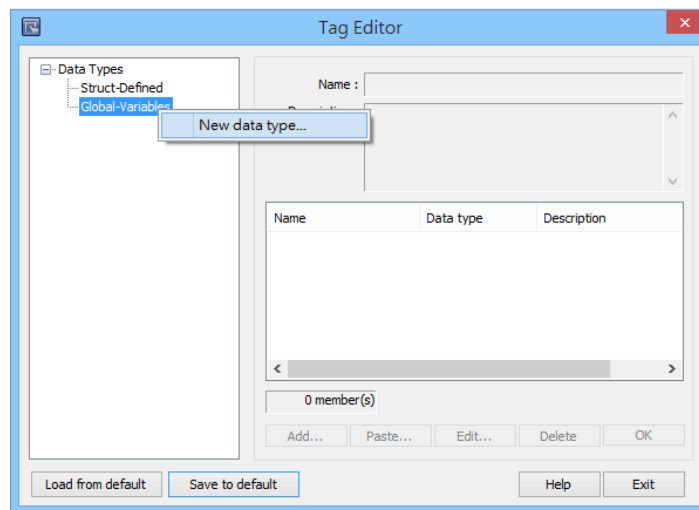 Tag Editor
Data Types
Struct-Defined
Global-Variables
New data type...
Name :
Name Data type Description
0 member(s)
Add... Paste... Edit... Delete OK
Load from default Save to default Help Exit